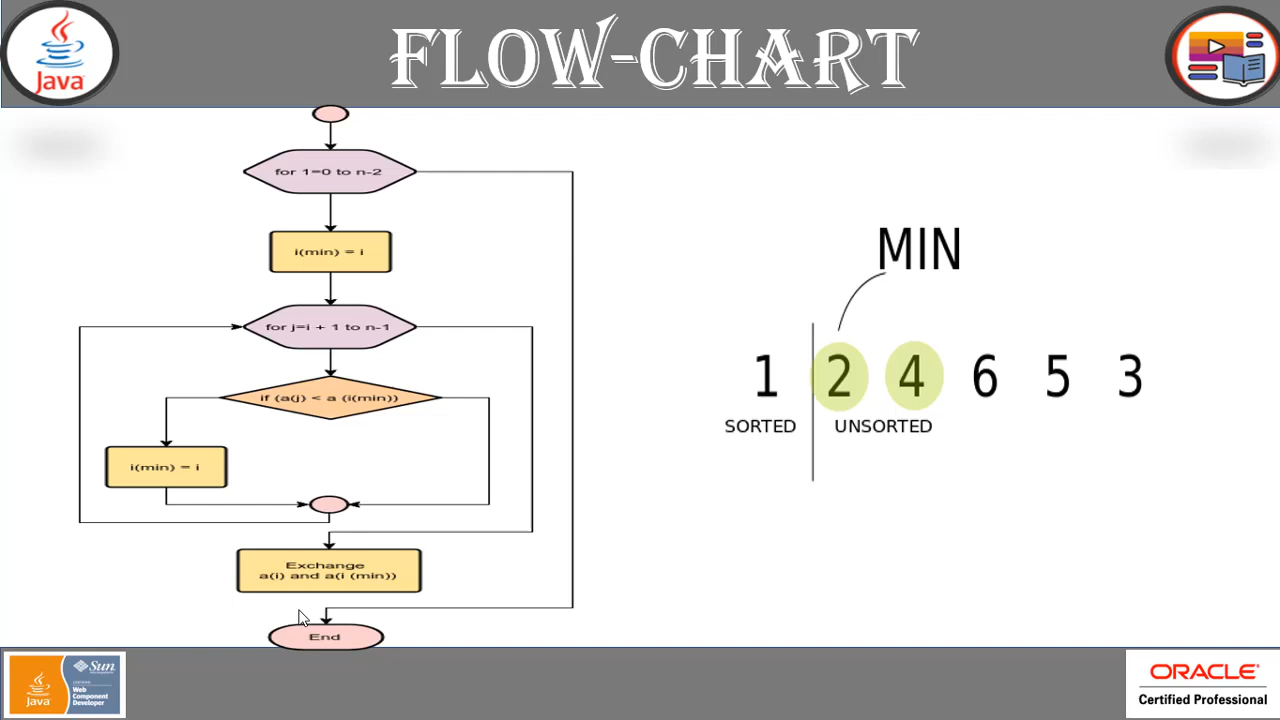 FLOW-CHART
Java
for 1=0 to n-2
i(min) = i
for j=i + 1 to n-1
if (a(j) < a (i(min))
i(min) = i
Exchange
a(i) and a(i (min))
End
MIN
1 2 4 6 5 3
SORTED UNSORTED
Java
Sun
Web
Component
Developer
ORACLE
Certified Professional